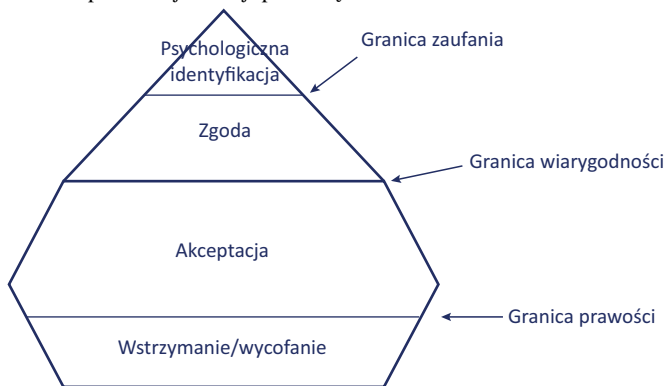 Psychologiczna
identyfikacja
Granica zaufania
Zgoda
Granica wiarygodności
Akceptacja
Granica prawości
Wstrzymanie/wycofanie